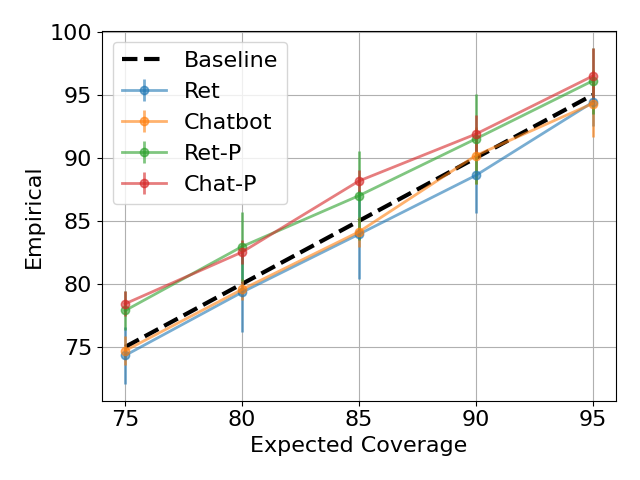 100
95
90
85
80
75
Empirical
Baseline
Ret
Chatbot
Ret-P
Chat-P
75 80 85 90 95
Expected Coverage